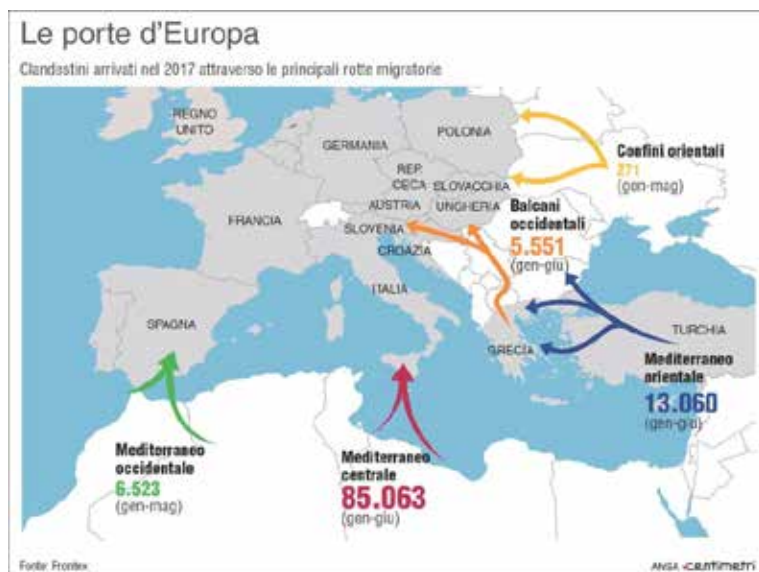 Le porte d'Europa
Clandestini arrivati nel 2017 attraverso le principali rotte migratorie
REGNO
UNITO
GERMANIA
POLONIA
REP.
CECA
SLOVACCHIA
AUSTRIA
UNGHERIA
FRANCIA
SLOVENIA
CROAZIA
ITALIA
SPAGNA
GRECIA
TURCHIA
Confini orientali
271
(gen-mag)
Balcani
occidentali
5.551
(gen-giu)
Mediterraneo
orientale
13.060
(gen-giu)
Mediterraneo
occidentale
6.523
(gen-mag)
Mediterraneo
centrale
85.063
(gen-giu)
Fonte: Frontex
ANSA centimetri